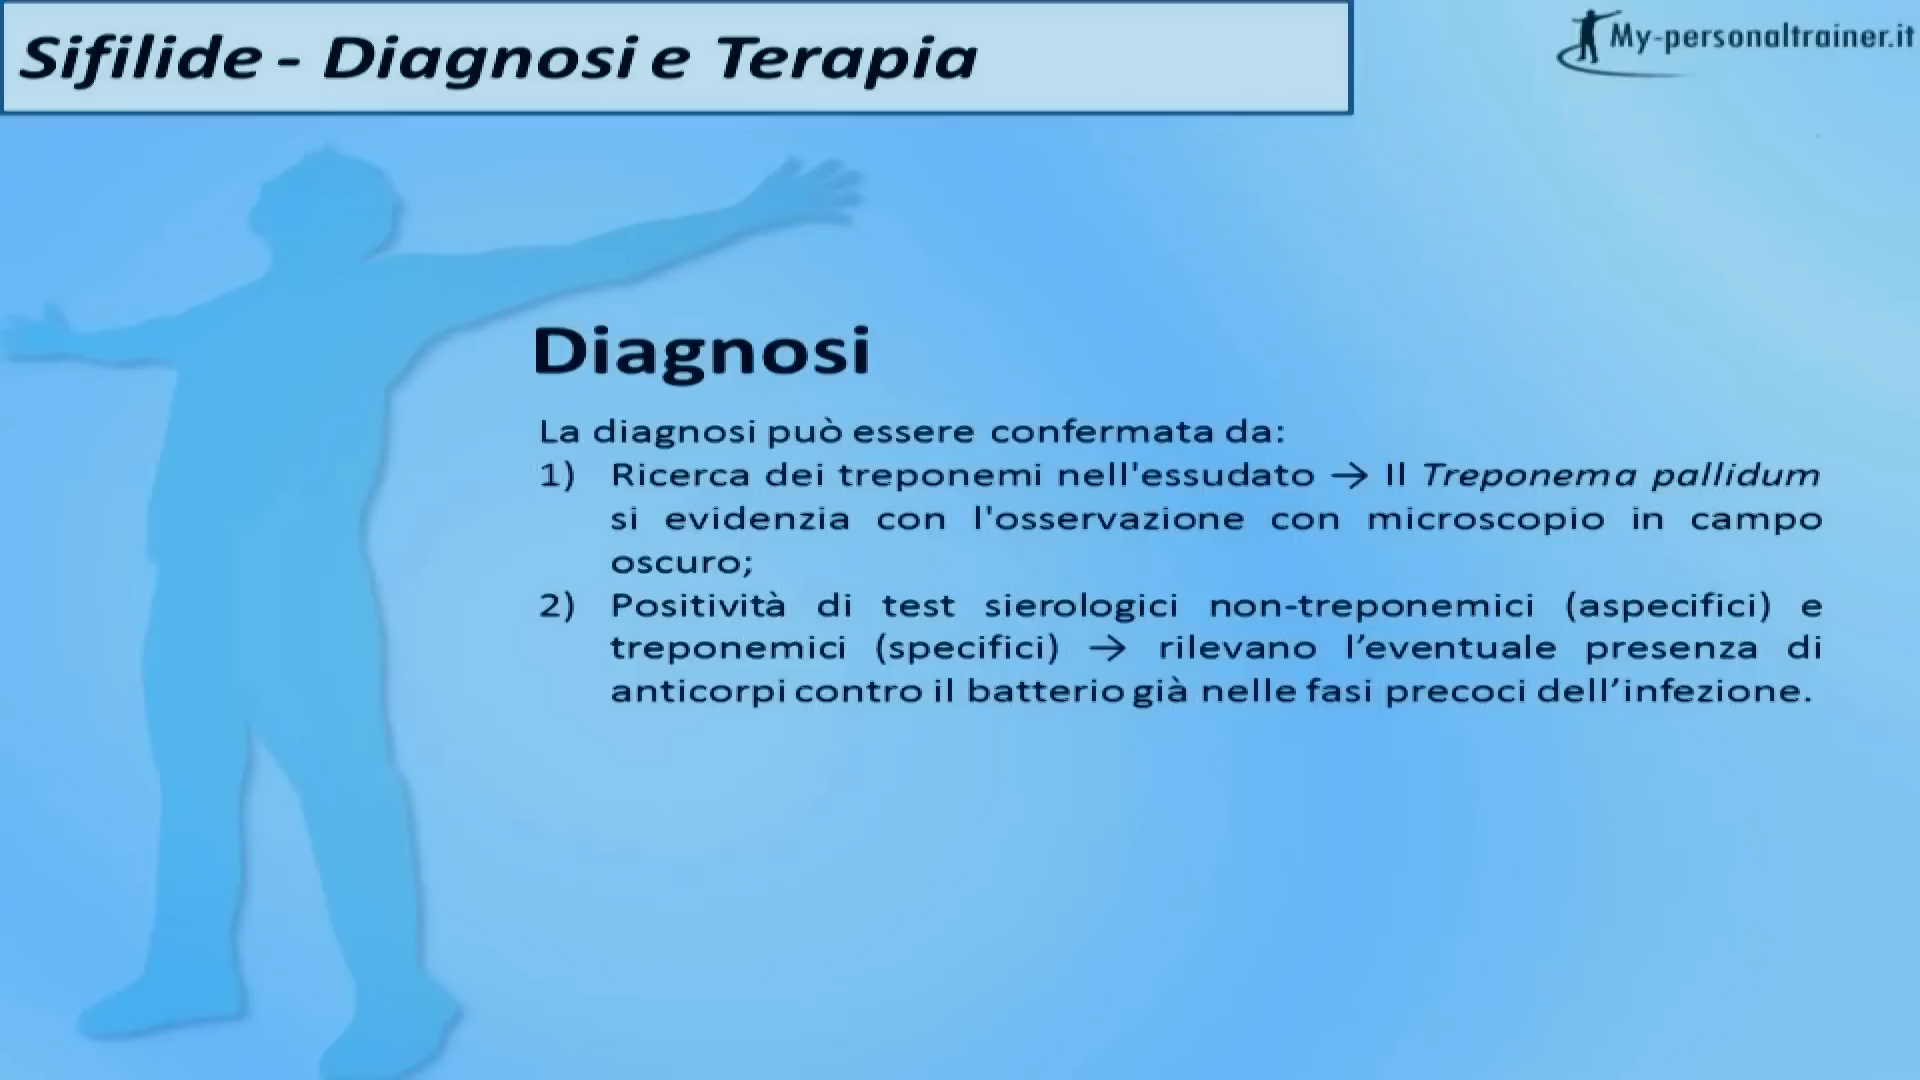 Sifilide - Diagnosi e Terapia
My-personaltrainer.it
Diagnosi
La diagnosi può essere confermata da:
1) Ricerca dei treponemi nell'essudato → Il Treponema pallidum
si evidenzia con l'osservazione con microscopio in campo
oscuro;
2) Positività di test sierologici non-treponemici (aspecifici) e
treponemici (specifici) → rilevano l’eventuale presenza di
anticorpi contro il batterio già nelle fasi precoci dell’infezione.